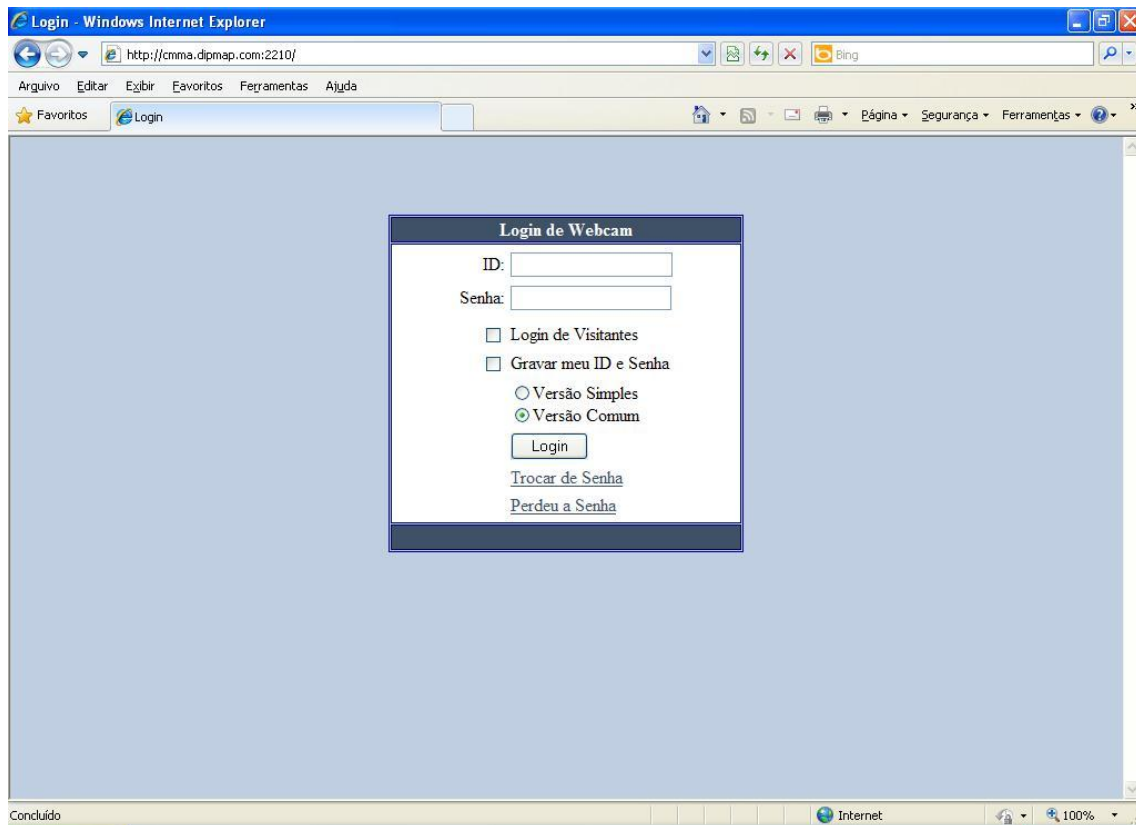 Login - Windows Internet Explorer
http://cmma.dipmap.com:2210/
Bing
Arquivo Editar Exibir Favoritos Ferramentas Ajuda
Favoritos Login Página Segurança Ferramentas
Login de Webcam
ID:
Senha:
Login de Visitantes
Gravar meu ID e Senha
Versão Simples
Versão Comum
Login
Trocar de Senha
Perdeu a Senha
Concluído Internet 100%